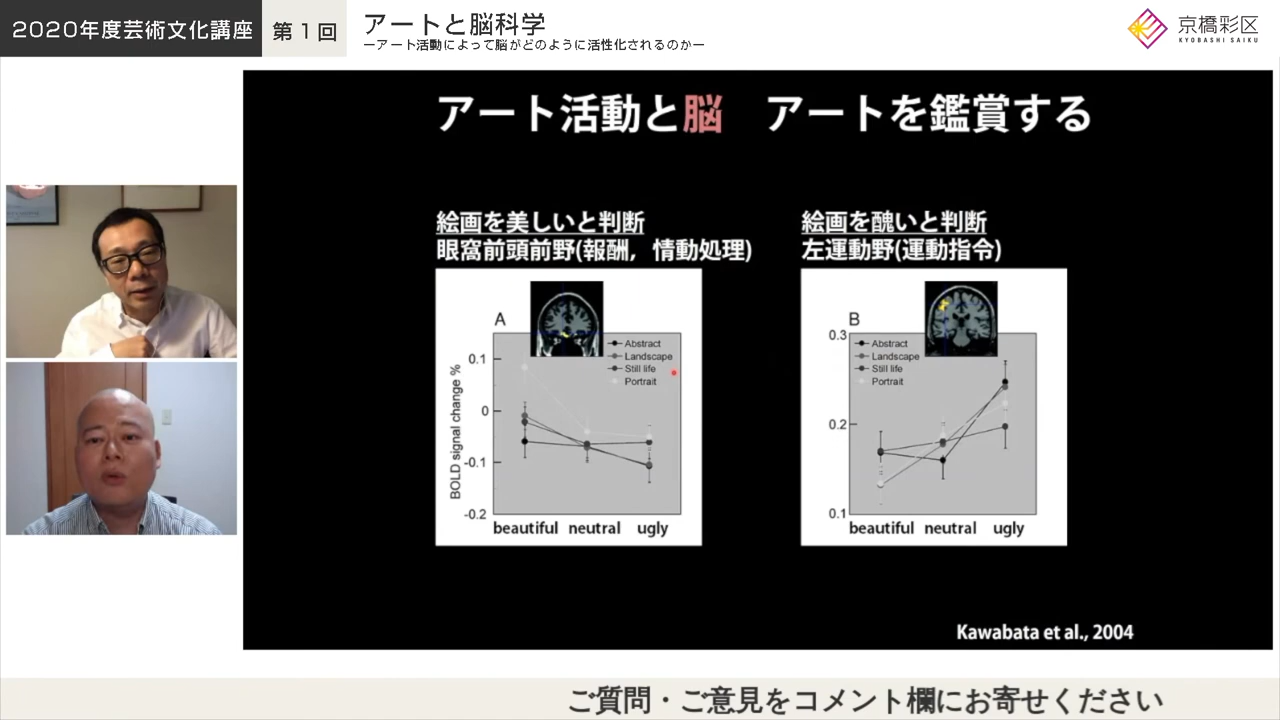 2020年度芸術文化講座
第1回
アートと脳科学
ーアート活動によって脳がどのように活性化されるのかー
京橋彩区
KYOBASHI SAIKU
アート活動と脳 アートを鑑賞する
絵画を美しいと判断
眼窩前頭前野(報酬，情動処理)
A
Abstract
Landscape
Still life
Portrait
BOLD signal change %
0.1
0
-0.1
-0.2
beautiful neutral ugly
絵画を醜いと判断
左運動野(運動指令)
B
Abstract
Landscape
Still life
Portrait
0.3
0.2
0.1
beautiful neutral ugly
Kawabata et al., 2004
ご質問・ご意見をコメント欄にお寄せください